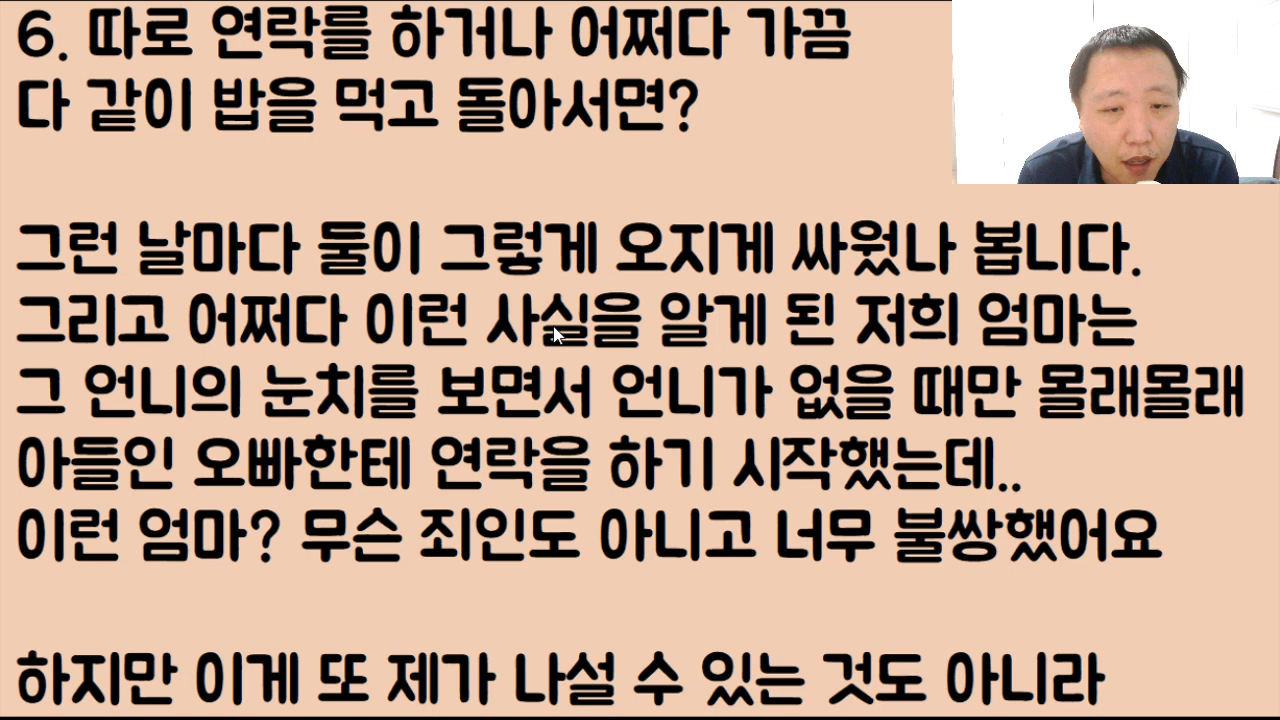 6. 따로 연락를 하거나 어쩌다 가끔
다 같이 밥을 먹고 돌아서면?
그런 날마다 둘이 그렇게 오지게 싸웠나 봅니다.
그리고 어쩌다 이런 사실을 알게 된 저희 엄마는
그 언니의 눈치를 보면서 언니가 없을 때만 몰래몰래
아들인 오빠한테 연락을 하기 시작했는데..
이런 엄마? 무슨 죄인도 아니고 너무 불쌍했어요
하지만 이게 또 제가 나설 수 있는 것도 아니라